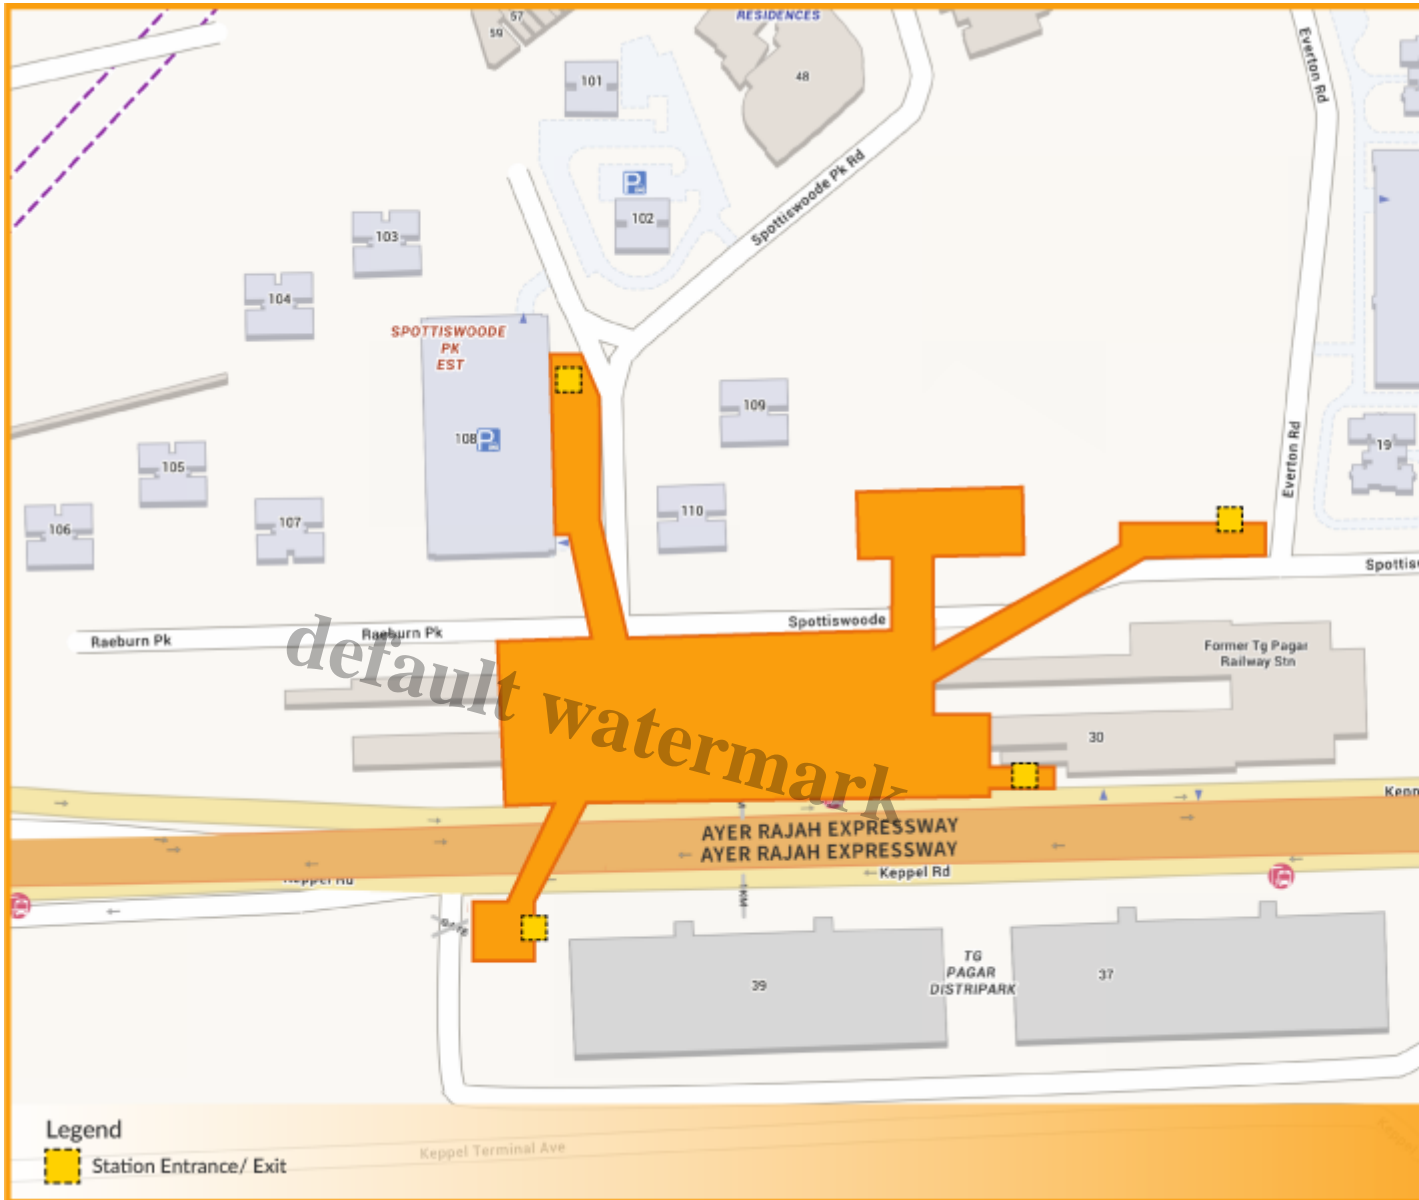 57
59
RESIDENCES
48
101
Everton Rd
Spottiswoode Pk Rd
102
103
104
SPOTTISWOODE
PK
EST
109
108
Everton Rd
19
105
106
107
110
Spottis
Spottiswoode
Raeburn Pk
Raeburn Pk
Former Tg Pagar
Railway Stn
default watermark
30
AYER RAJAH EXPRESSWAY
AYER RAJAH EXPRESSWAY
Keppel Rd
Keppel Rd
TG
PAGAR
DISTRIPARK
39
37
Legend
Keppel Terminal Ave
Station Entrance/ Exit